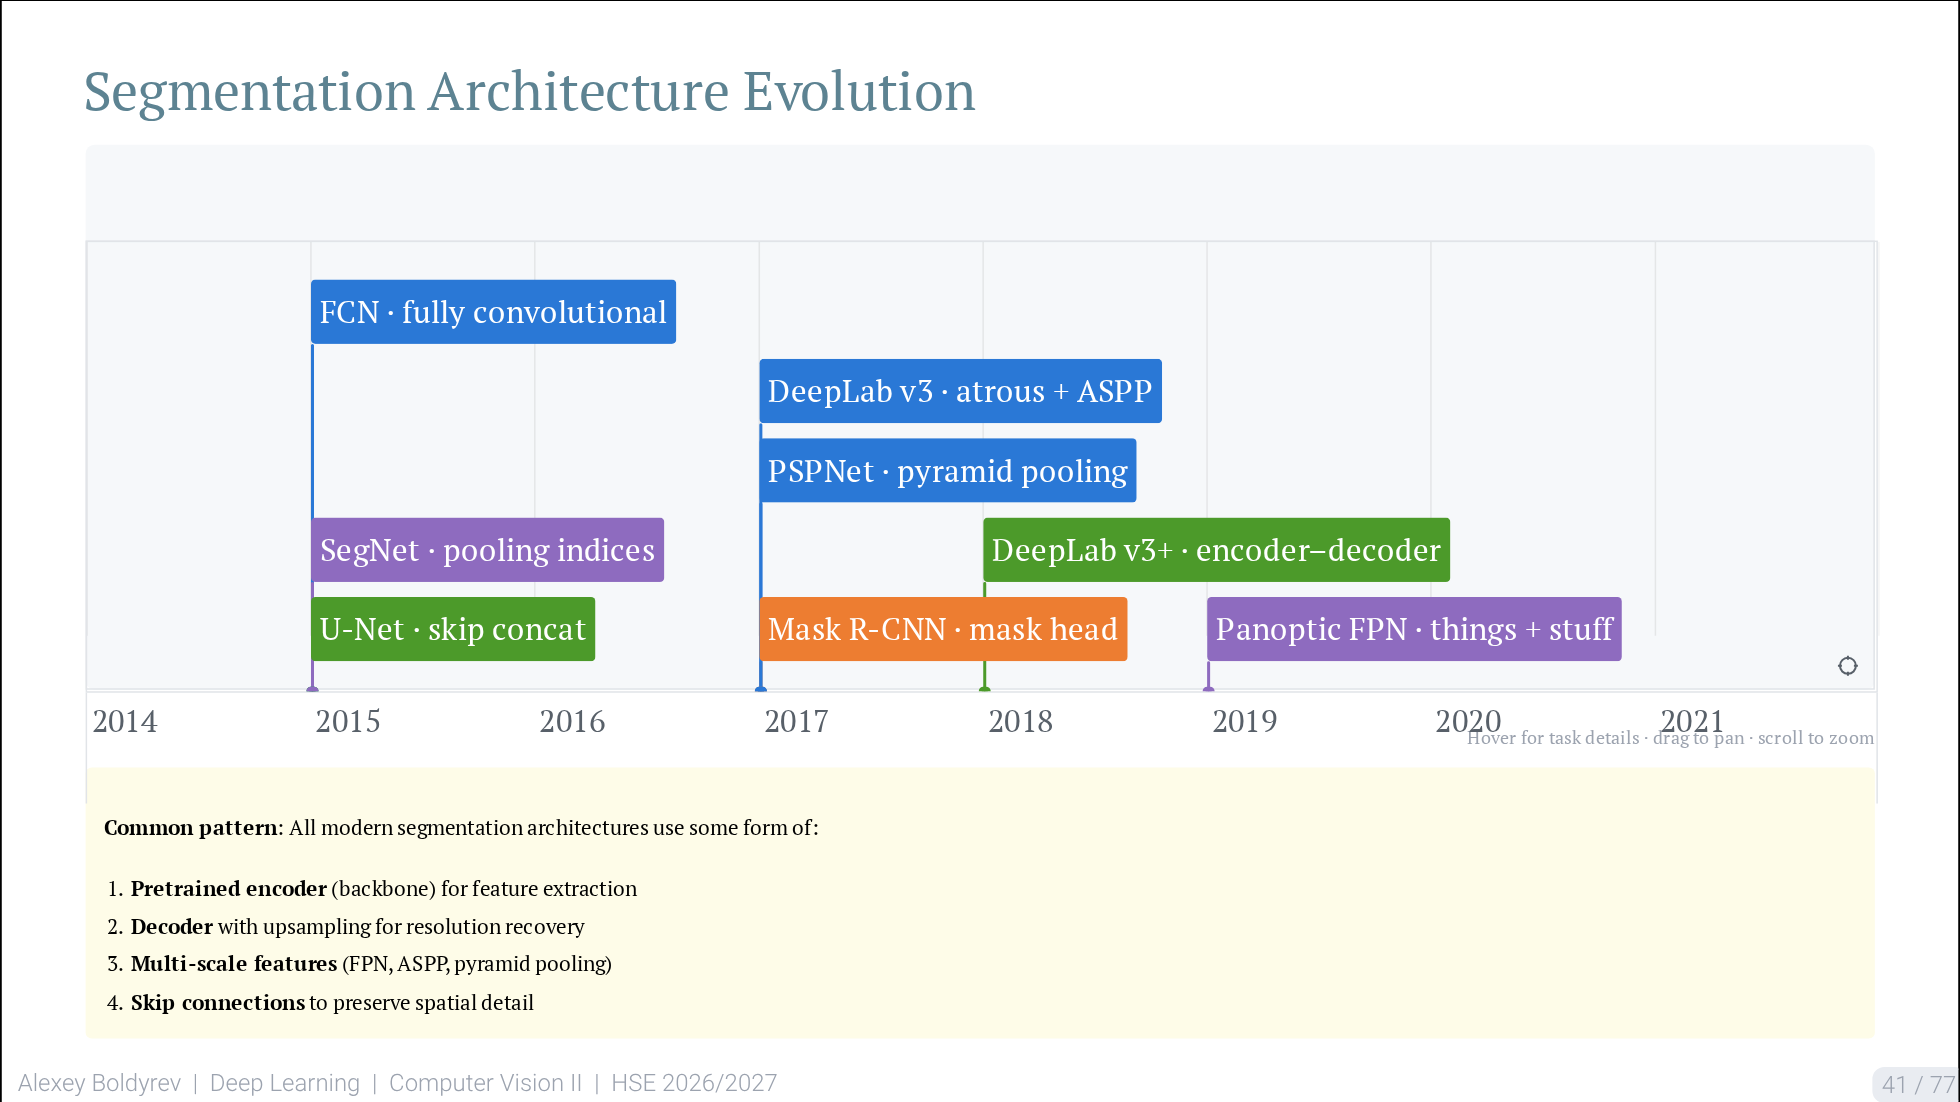 Segmentation Architecture Evolution
FCN · fully convolutional
DeepLab v3 · atrous + ASPP
PSPNet · pyramid pooling
SegNet · pooling indices
DeepLab v3+ · encoder–decoder
U-Net · skip concat
Mask R-CNN · mask head
Panoptic FPN · things + stuff
2014 2015 2016 2017 2018 2019 2020 2021
Hover for task details · drag to pan · scroll to zoom
Common pattern: All modern segmentation architectures use some form of:
1. Pretrained encoder (backbone) for feature extraction
2. Decoder with upsampling for resolution recovery
3. Multi-scale features (FPN, ASPP, pyramid pooling)
4. Skip connections to preserve spatial detail
Alexey Boldyrev | Deep Learning | Computer Vision II | HSE 2026/2027
41 / 77